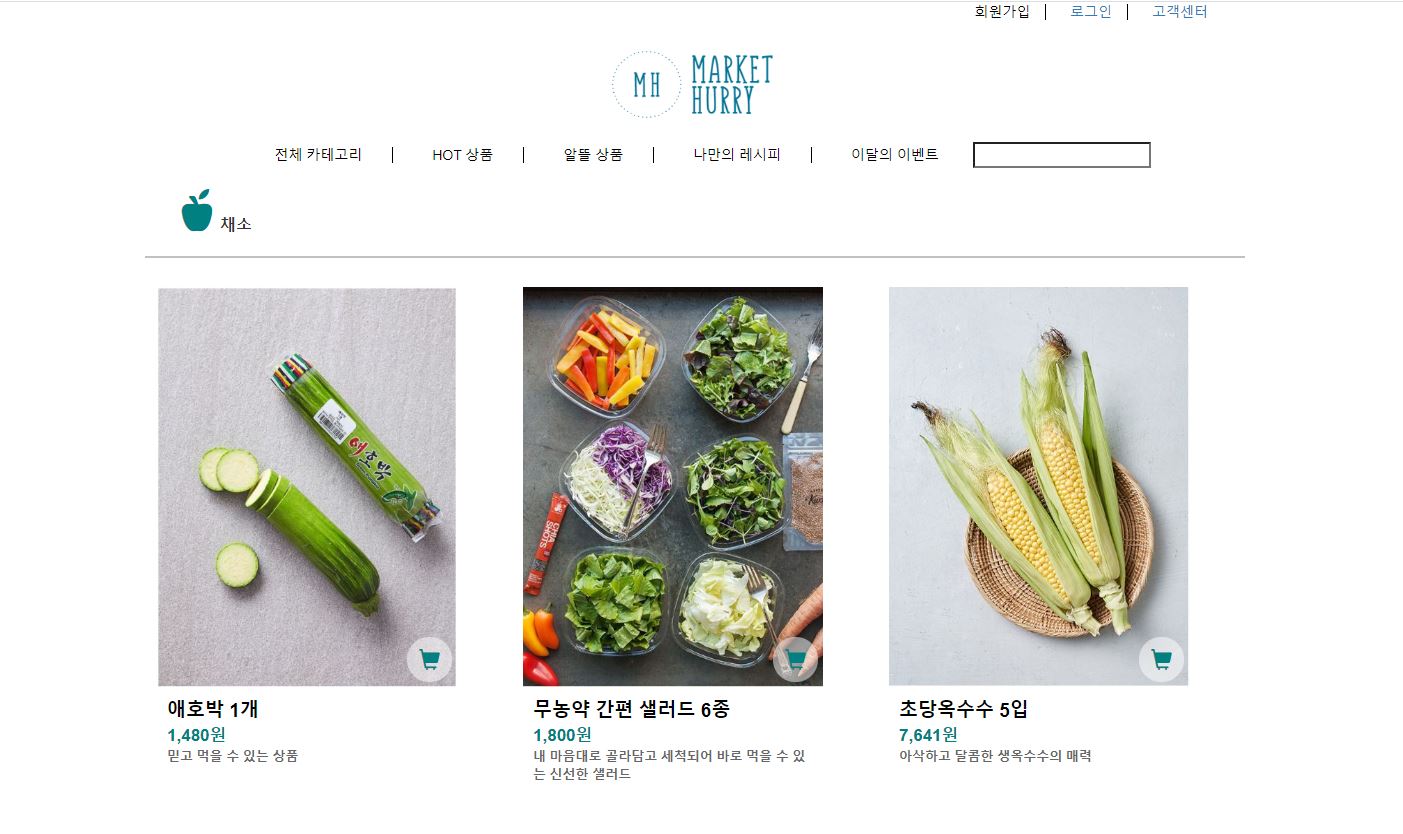 회원가입 로그인 고객센터
MH MARKET
HURRY
전체 카테고리 HOT 상품 알뜰 상품 나만의 레시피 이달의 이벤트
채소
애호박
CHIA
SHOTS
애호박 1개
1,480원
믿고 먹을 수 있는 상품
무농약 간편 샐러드 6종
1,800원
내 마음대로 골라담고 세척되어 바로 먹을 수 있
는 신선한 샐러드
초당옥수수 5입
7,641원
아삭하고 달콤한 생옥수수의 매력